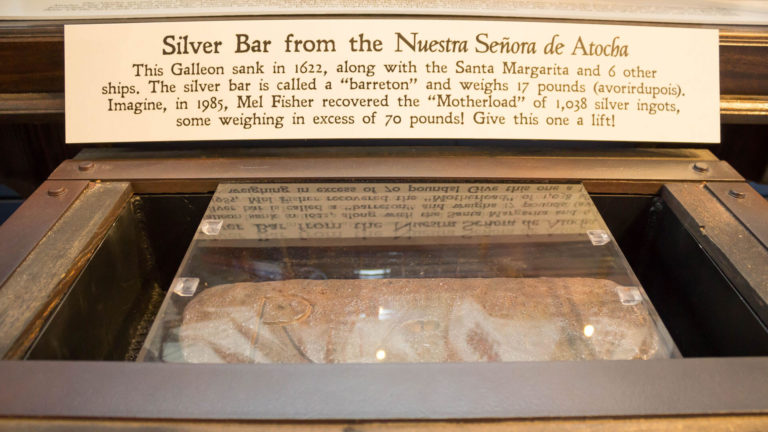 Silver Bar from the Nuestra Señora de Atocha
This Galleon sank in 1622, along with the Santa Margarita and 6 other
ships. The silver bar is called a “barreton” and weighs 17 pounds (avorirdupois).
Imagine, in 1985, Mel Fisher recovered the “Motherload” of 1,038 silver ingots,
some weighing in excess of 70 pounds! Give this one a lift!